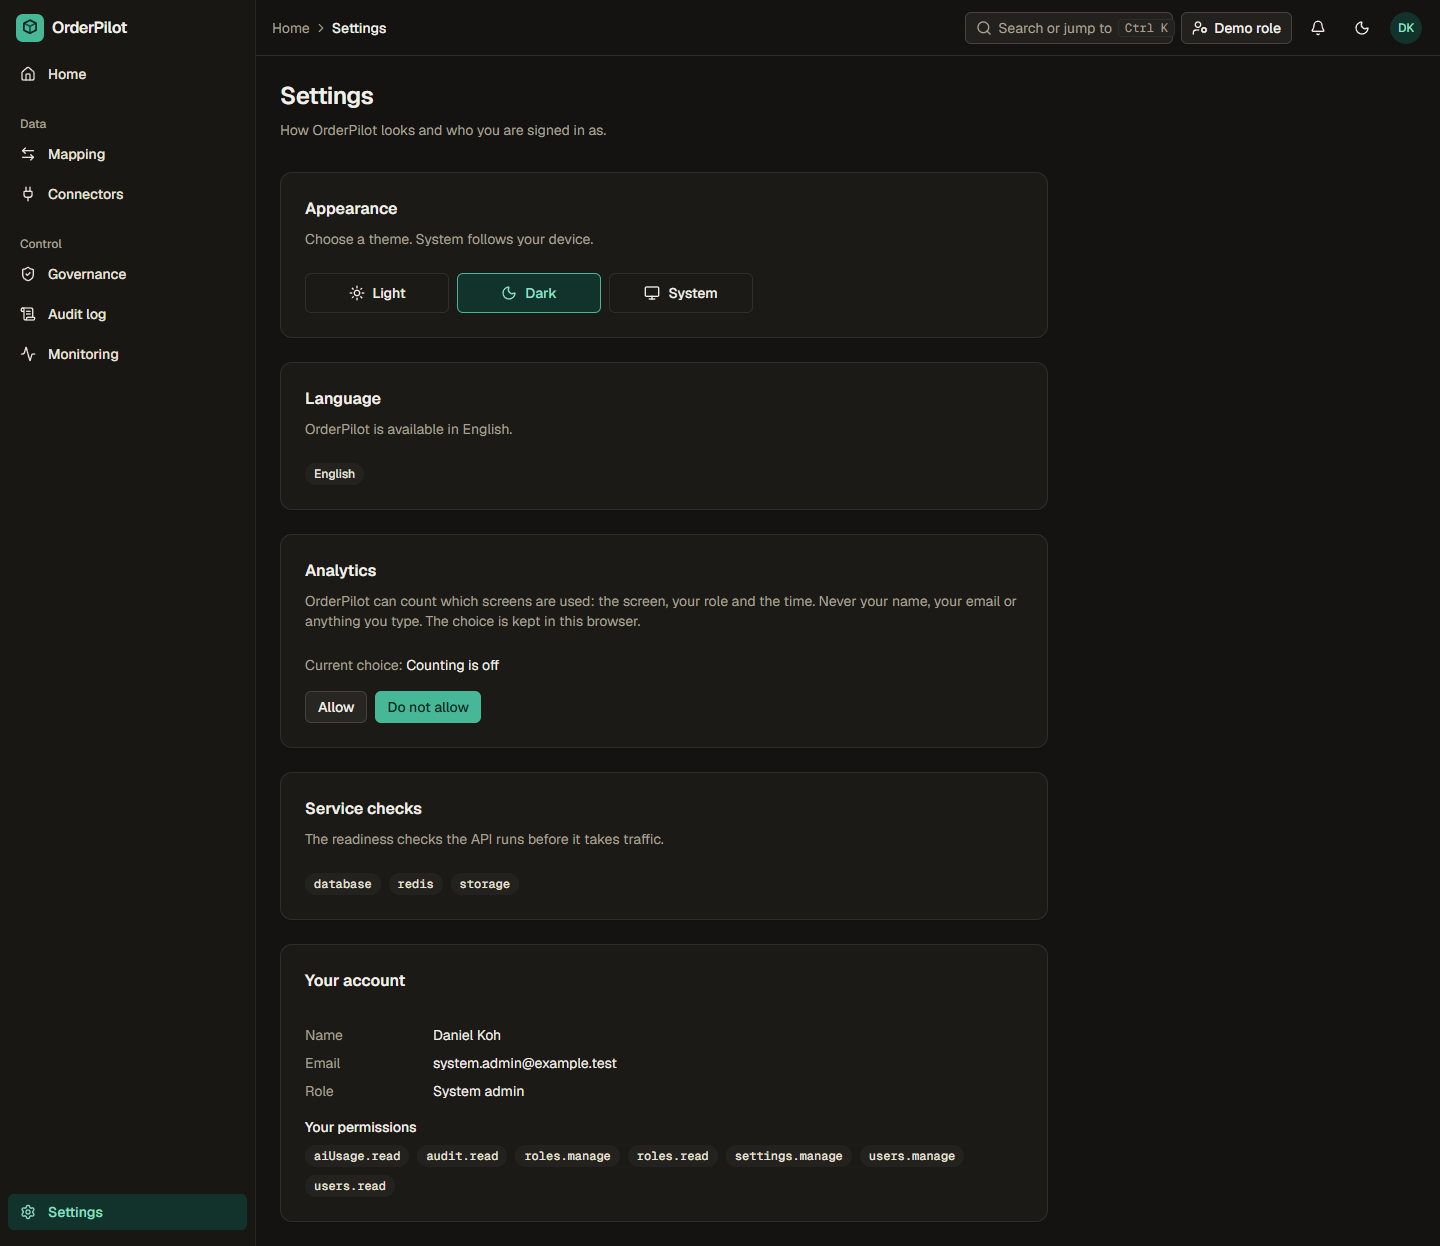 OrderPilot
Home
Data
Mapping
Connectors
Control
Governance
Audit log
Monitoring
Settings
Home > Settings
Search or jump to Ctrl K
Demo role
DK
Settings
How OrderPilot looks and who you are signed in as.
Appearance
Choose a theme. System follows your device.
Light Dark System
Language
OrderPilot is available in English.
English
Analytics
OrderPilot can count which screens are used: the screen, your role and the time. Never your name, your email or
anything you type. The choice is kept in this browser.
Current choice: Counting is off
Allow Do not allow
Service checks
The readiness checks the API runs before it takes traffic.
database redis storage
Your account
Name Daniel Koh
Email system.admin@example.test
Role System admin
Your permissions
aiUsage.read audit.read roles.manage roles.read settings.manage users.manage
users.read